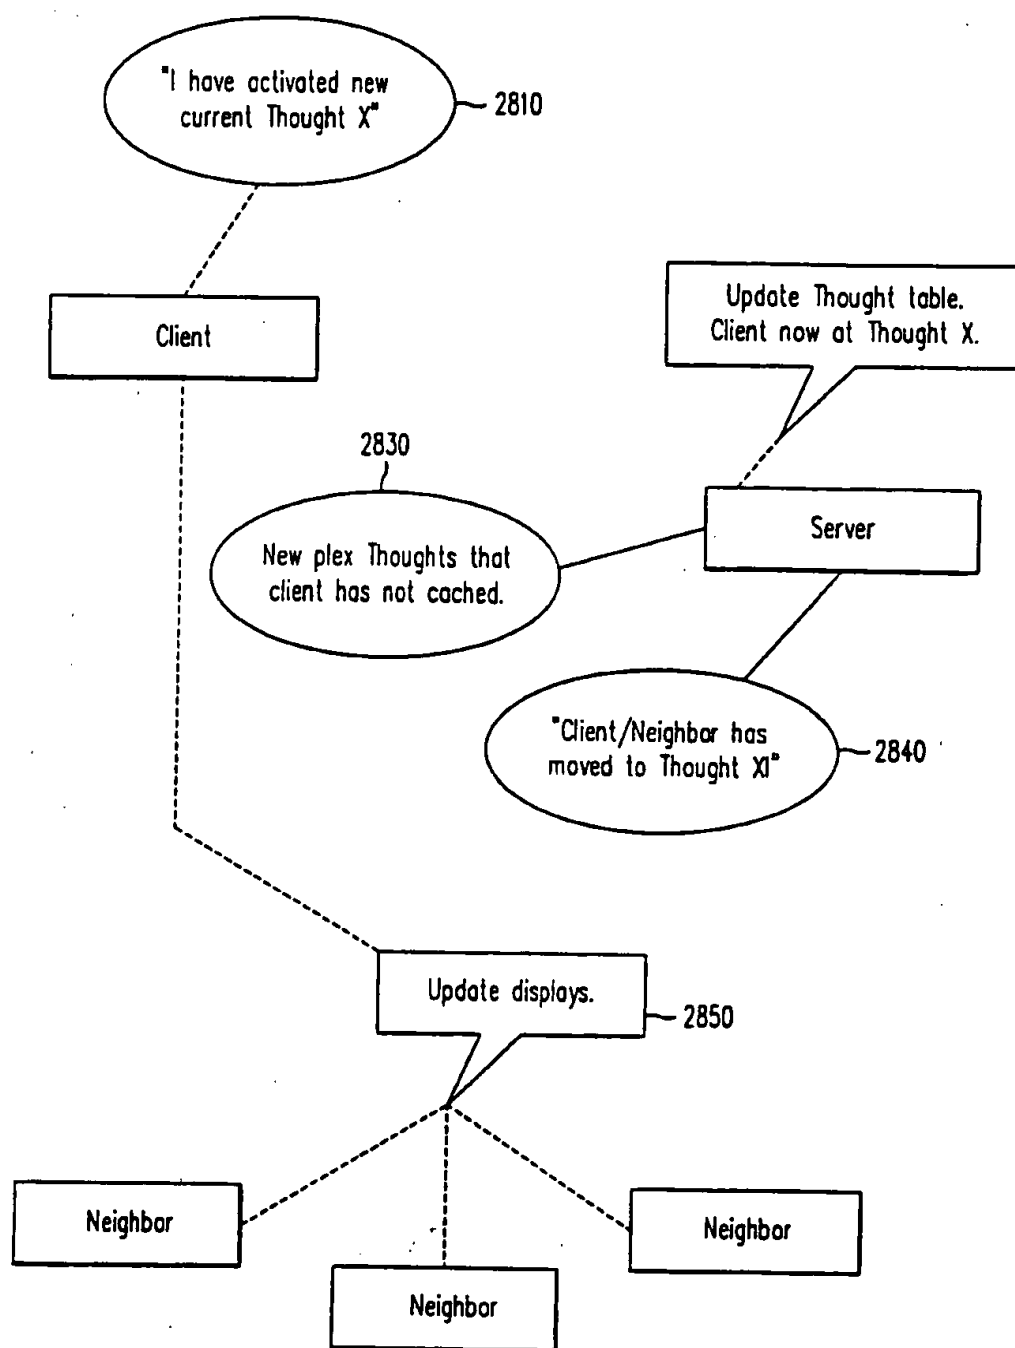 "I have activated new
current Thought X"
2810
Client
Update Thought table.
Client now at Thought X.
2830
New plex Thoughts that
client has not cached.
Server
"Client/Neighbor has
moved to Thought X!"
2840
Update displays.
2850
Neighbor
Neighbor
Neighbor